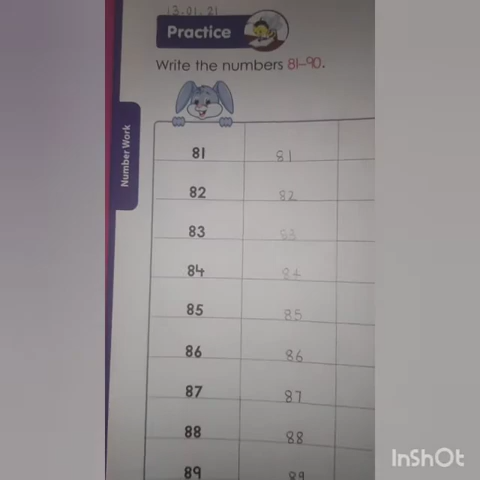 13.01.21
Practice
Write the numbers 81–90.
Number Work
81 81
82 82
83 83
84 84
85 85
86 86
87 87
88 88
89 89
InShOt